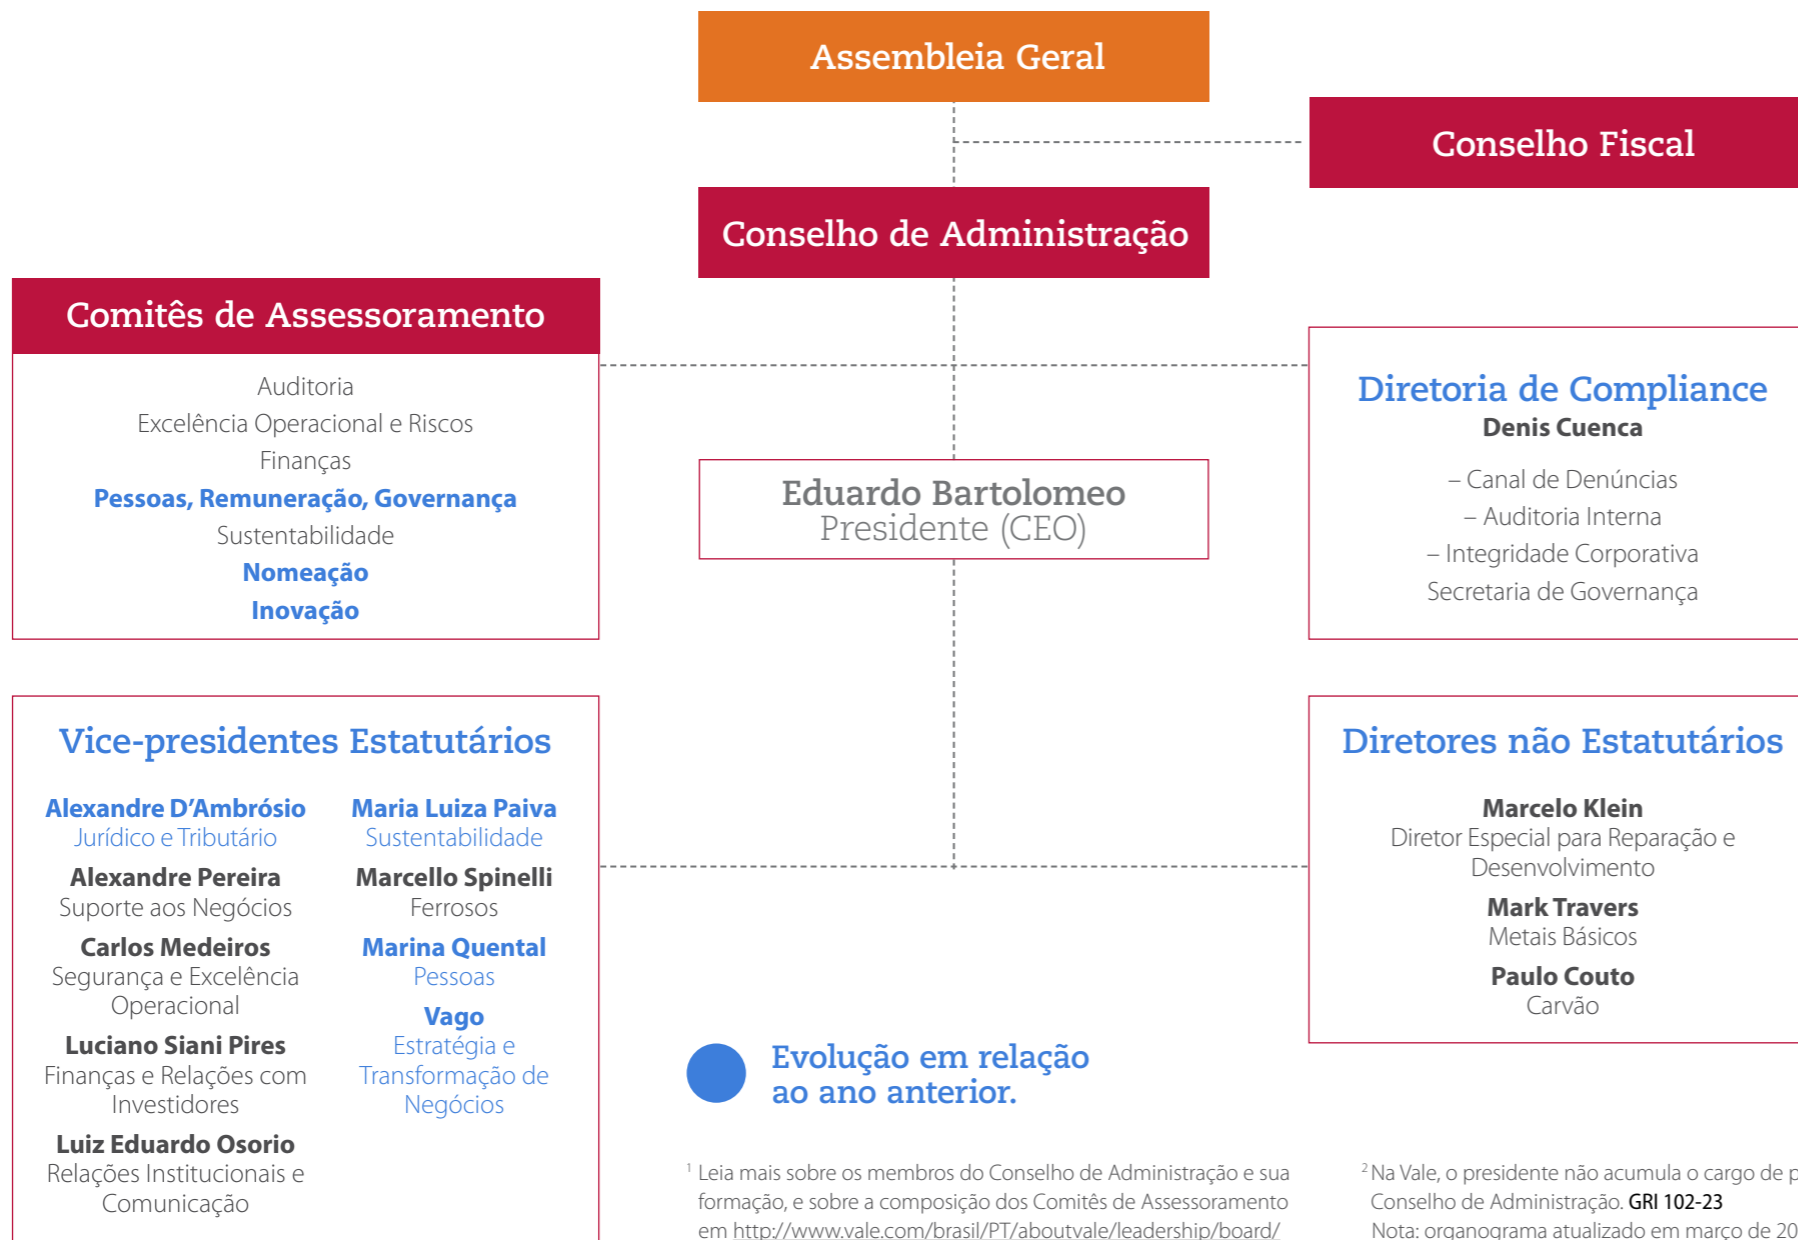 Assembleia Geral
Conselho Fiscal
Conselho de Administração
Comitês de Assessoramento
Auditoria
Excelência Operacional e Riscos
Finanças
Pessoas, Remuneração, Governança
Sustentabilidade
Nomeação
Inovação
Diretoria de Compliance
Denis Cuenca
– Canal de Denúncias
– Auditoria Interna
– Integridade Corporativa
Secretaria de Governança
Eduardo Bartolomeo
Presidente (CEO)
Vice-presidentes Estatutários
Alexandre D’Ambrósio
Jurídico e Tributário
Alexandre Pereira
Suporte aos Negócios
Carlos Medeiros
Segurança e Excelência
Operacional
Luciano Siani Pires
Finanças e Relações com
Investidores
Luiz Eduardo Osorio
Relações Institucionais e
Comunicação
Maria Luiza Paiva
Sustentabilidade
Marcello Spinelli
Ferrosos
Marina Quental
Pessoas
Vago
Estratégia e
Transformação de
Negócios
Diretores não Estatutários
Marcelo Klein
Diretor Especial para Reparação e
Desenvolvimento
Mark Travers
Metais Básicos
Paulo Couto
Carvão
Evolução em relação
ao ano anterior.
¹ Leia mais sobre os membros do Conselho de Administração e sua
formação, e sobre a composição dos Comitês de Assessoramento
em http://www.vale.com/brasil/PT/aboutvale/leadership/board/
² Na Vale, o presidente não acumula o cargo de
Conselho de Administração. GRI 102-23
Nota: organograma atualizado em março de